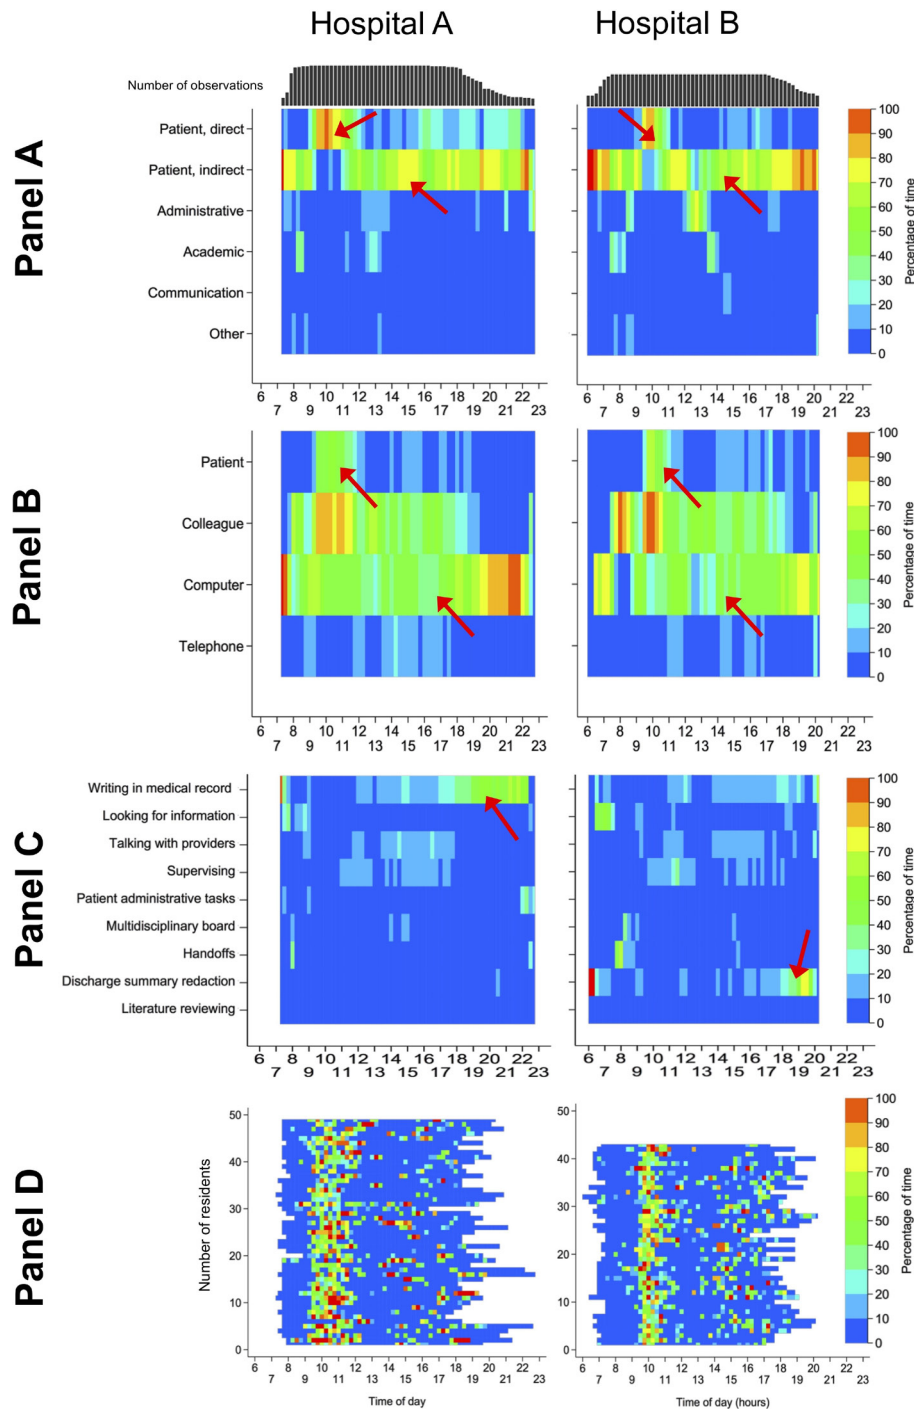 Hospital A Hospital B
Number of observations
Panel A
Patient, direct
Patient, indirect
Administrative
Academic
Communication
Other
100
90
80
70
60
50
40
30
20
10
0
Percentage of time
6 8 10 12 14 16 18 20 22
7 9 11 13 15 17 19 21 23
6 8 10 12 14 16 18 20 22
7 9 11 13 15 17 19 21 23
Panel B
Patient
Colleague
Computer
Telephone
100
90
80
70
60
50
40
30
20
10
0
Percentage of time
6 8 10 12 14 16 18 20 22
7 9 11 13 15 17 19 21 23
6 8 10 12 14 16 18 20 22
7 9 11 13 15 17 19 21 23
Panel C
Writing in medical record
Looking for information
Talking with providers
Supervising
Patient administrative tasks
Multidisciplinary board
Handoffs
Discharge summary redaction
Literature reviewing
100
90
80
70
60
50
40
30
20
10
0
Percentage of time
6 8 10 12 14 16 18 20 22
7 9 11 13 15 17 19 21 23
6 8 10 12 14 16 18 20 22
7 9 11 13 15 17 19 21 23
Panel D
Number of residents
50
40
30
20
10
0
50
40
30
20
10
0
100
90
80
70
60
50
40
30
20
10
0
Percentage of time
6 8 10 12 14 16 18 20 22
7 9 11 13 15 17 19 21 23
6 8 10 12 14 16 18 20 22
7 9 11 13 15 17 19 21 23
Time of day
Time of day (hours)